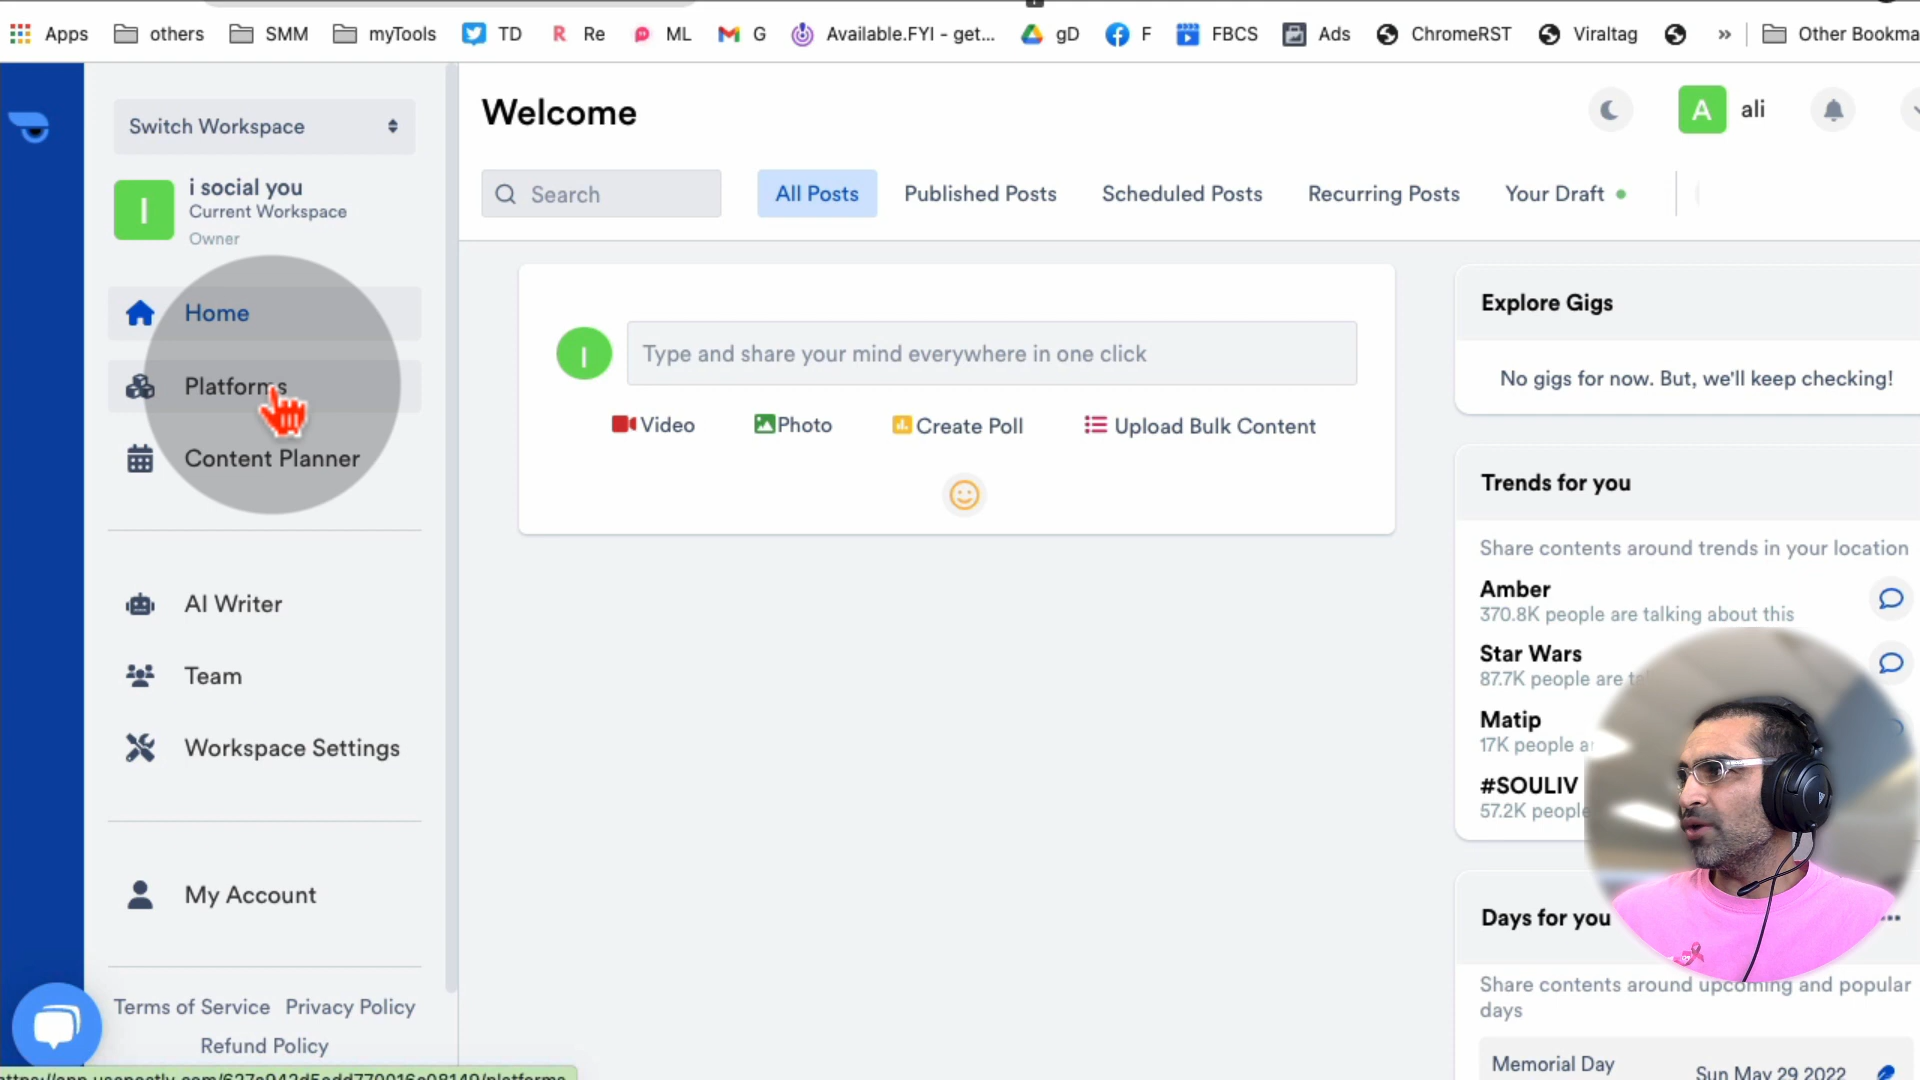 Apps others SMM myTools TD Re ML G Available.FYI - get... gD F FBCS Ads ChromeRST Viraltag » Other Bookma
Switch Workspace
I
i social you
Current Workspace
Owner
Home
Platforms
Content Planner
AI Writer
Team
Workspace Settings
My Account
Terms of Service Privacy Policy
Refund Policy
Welcome
A ali
Search
All Posts Published Posts Scheduled Posts Recurring Posts Your Draft
I Type and share your mind everywhere in one click
Video Photo Create Poll Upload Bulk Content
Explore Gigs
No gigs for now. But, we'll keep checking!
Trends for you
Share contents around trends in your location
Amber
370.8K people are talking about this
Star Wars
87.7K people are
Matip
17K people
#SOULIV
57.2K people
Days for you
Share contents around upcoming and popular
days
Memorial Day
Sun May 29 2022